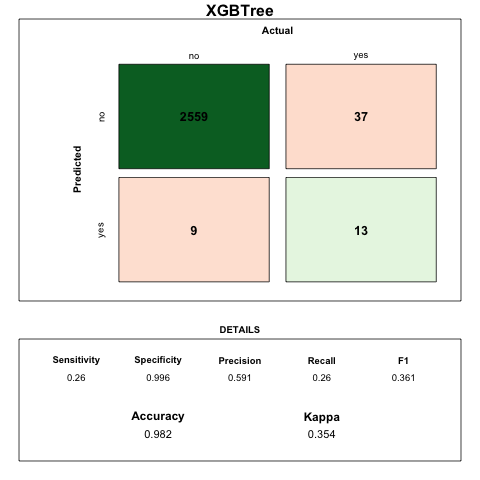 XGBTree
Actual
no yes
no 2559 37
Predicted
yes 9 13
DETAILS
Sensitivity Specificity Precision Recall F1
0.26 0.996 0.591 0.26 0.361
Accuracy Kappa
0.982 0.354